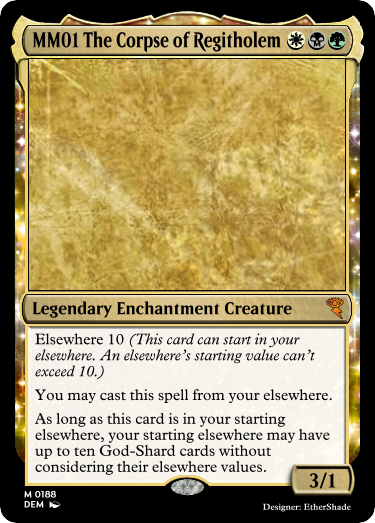 MM01 The Corpse of Regitholem
Legendary Enchantment Creature
Elsewhere 10 (This card can start in your
elsewhere. An elsewhere's starting value can't
exceed 10.)
You may cast this spell from your elsewhere.
As long as this card is in your starting
elsewhere, your starting elsewhere may have
up to ten God-Shard cards without
considering their elsewhere values.
3/1
M 0188
DEM
Designer: EtherShade